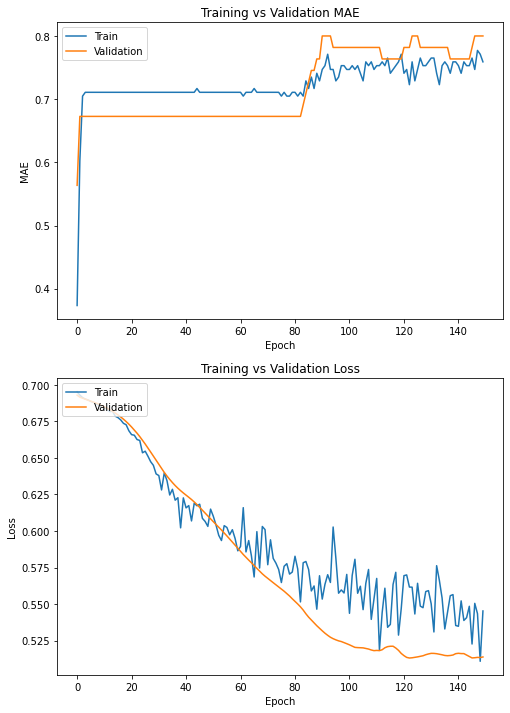 Training vs Validation MAE
Train
Validation
0.8
0.7
0.6
0.5
0.4
MAE
0 20 40 60 80 100 120 140
Epoch
Training vs Validation Loss
Train
Validation
0.700
0.675
0.650
0.625
0.600
0.575
0.550
0.525
Loss
0 20 40 60 80 100 120 140
Epoch